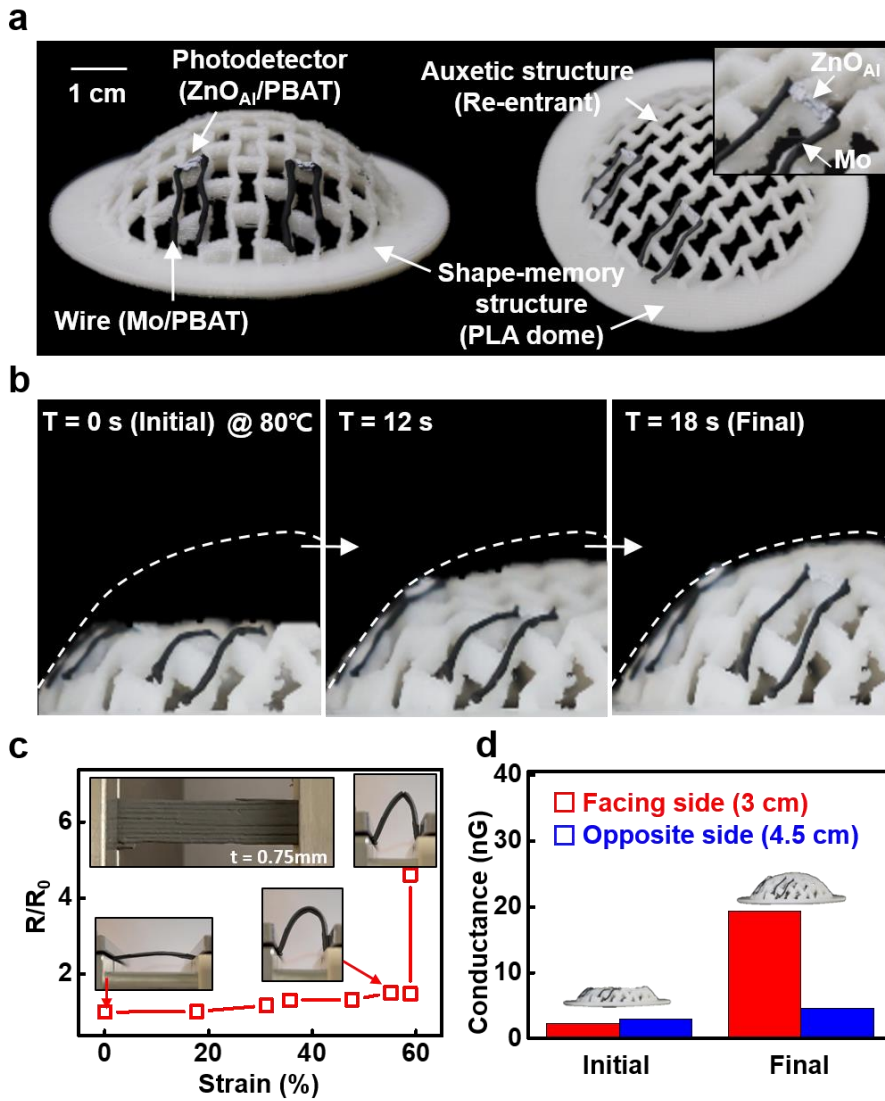 a
1 cm
Photodetector
(ZnO_Al/PBAT)
Wire (Mo/PBAT)
Auxetic structure
(Re-entrant)
ZnO_Al
Mo
Shape-memory
structure
(PLA dome)
b
T = 0 s (Initial) @ 80℃
T = 12 s
T = 18 s (Final)
c
R/R₀
6
4
2
t = 0.75mm
0
20
40
60
Strain (%)
d
Conductance (nG)
40
30
20
10
0
Facing side (3 cm)
Opposite side (4.5 cm)
Initial
Final